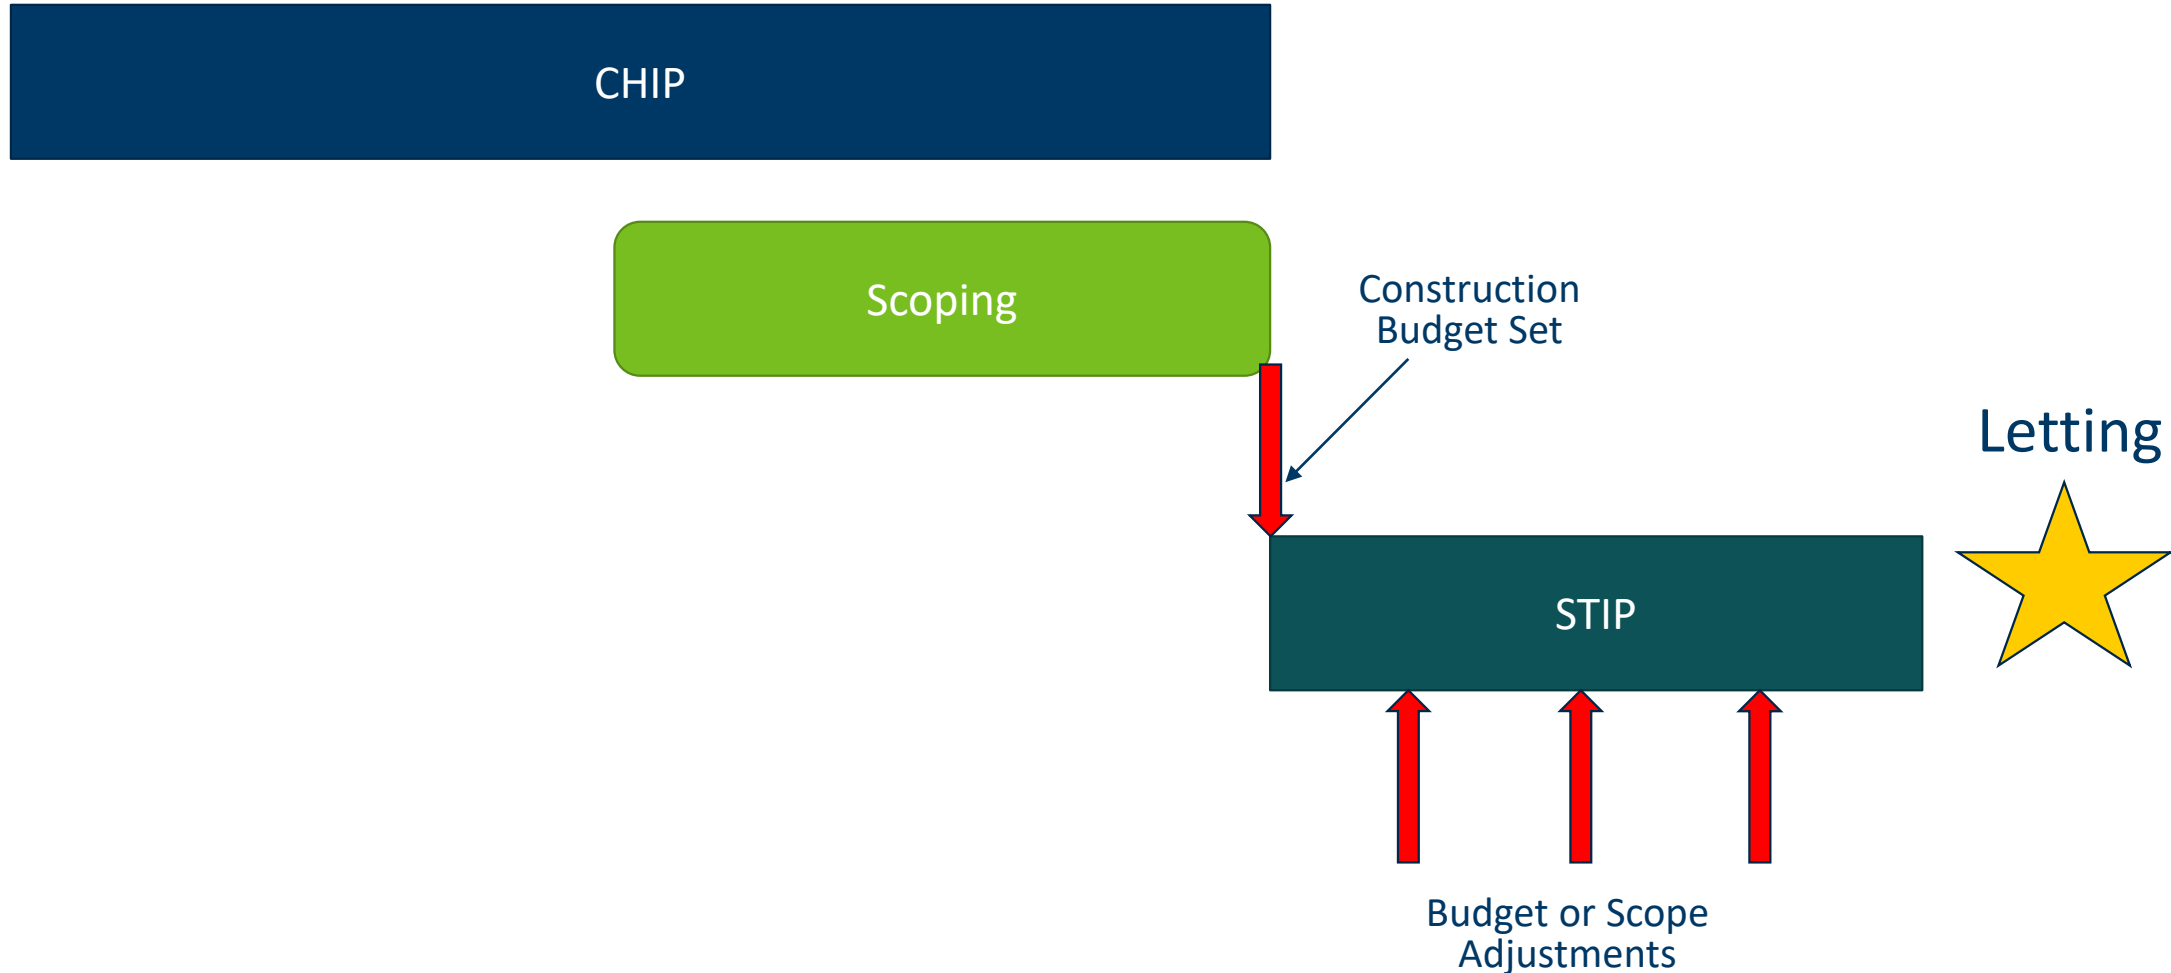 CHIP
Scoping
Construction
Budget Set
Letting
STIP
Budget or Scope
Adjustments